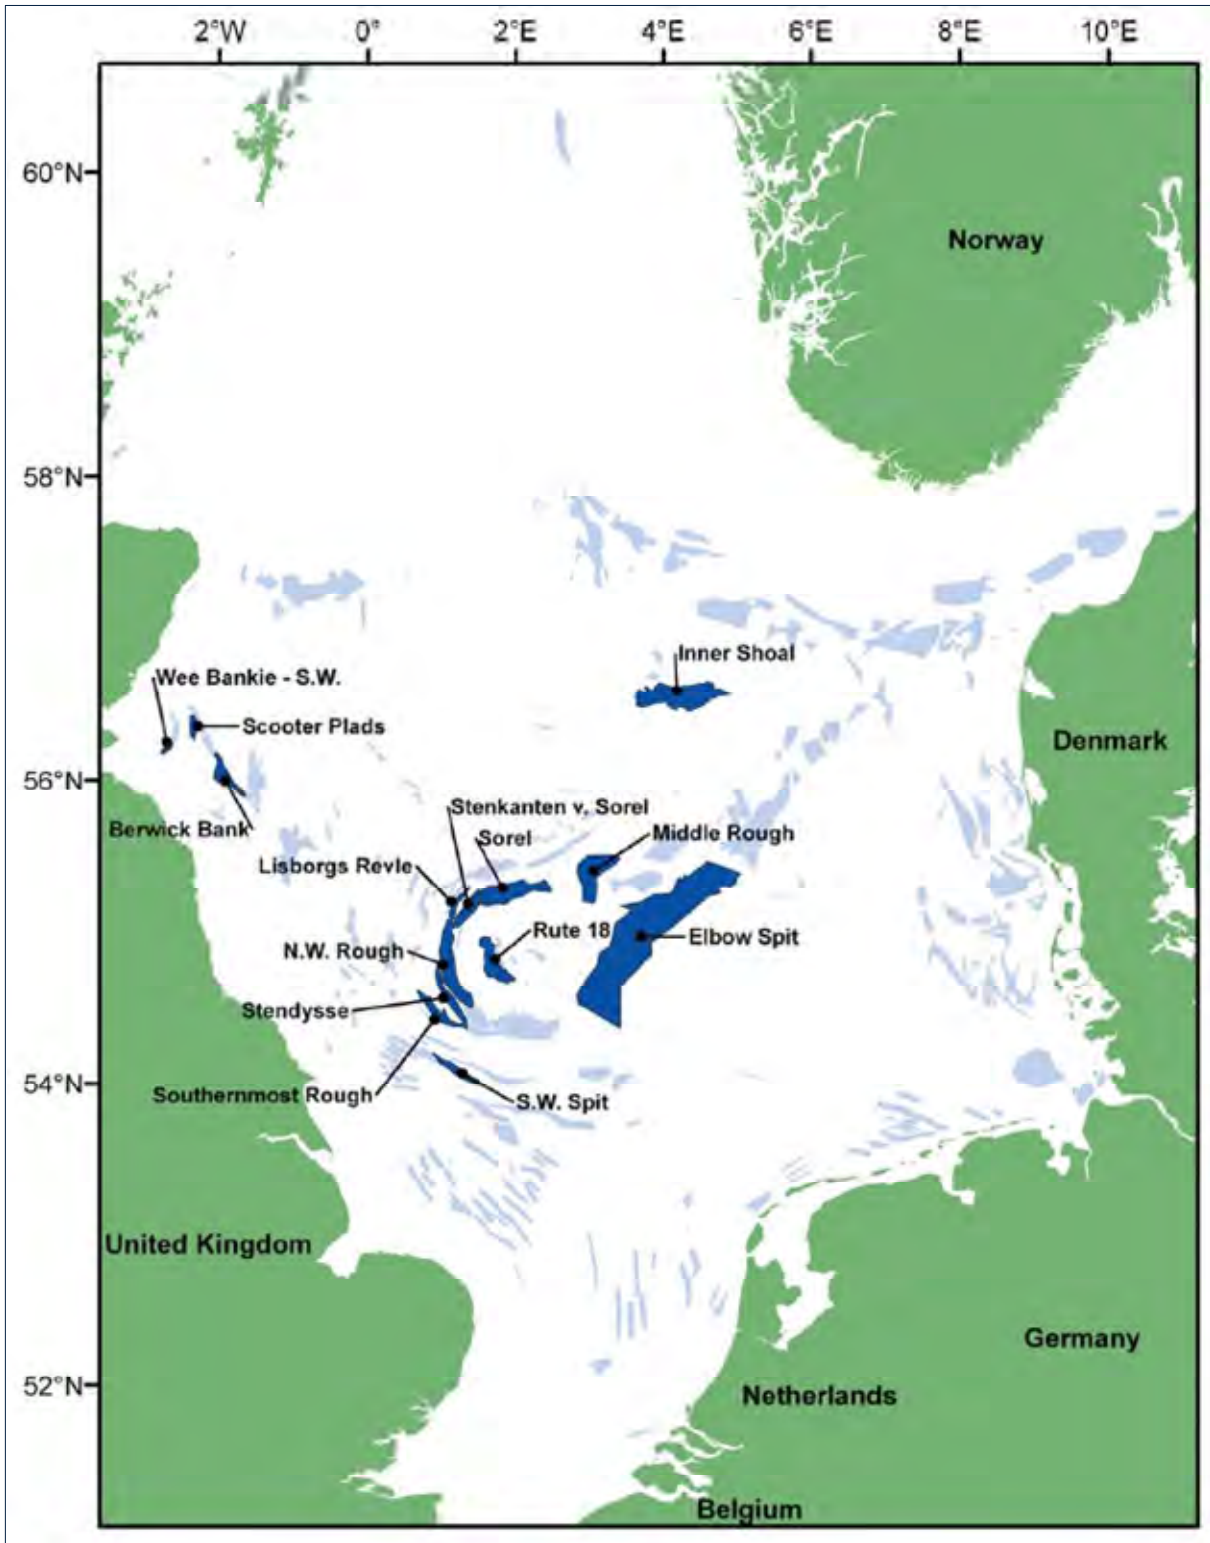 2°W 0° 2°E 4°E 6°E 8°E 10°E
60°N
Norway
58°N
Inner Shoal
Wee Bankie - S.W.
Scooter Plads
Denmark
56°N
Stenkanten v. Sorel
Berwick Bank
Middle Rough
Sorel
Lisborgs Revle
Rute 18
Elbow Spit
N.W. Rough
Stendysse
54°N
Southernmost Rough
S.W. Spit
United Kingdom
Germany
52°N
Netherlands
Belgium